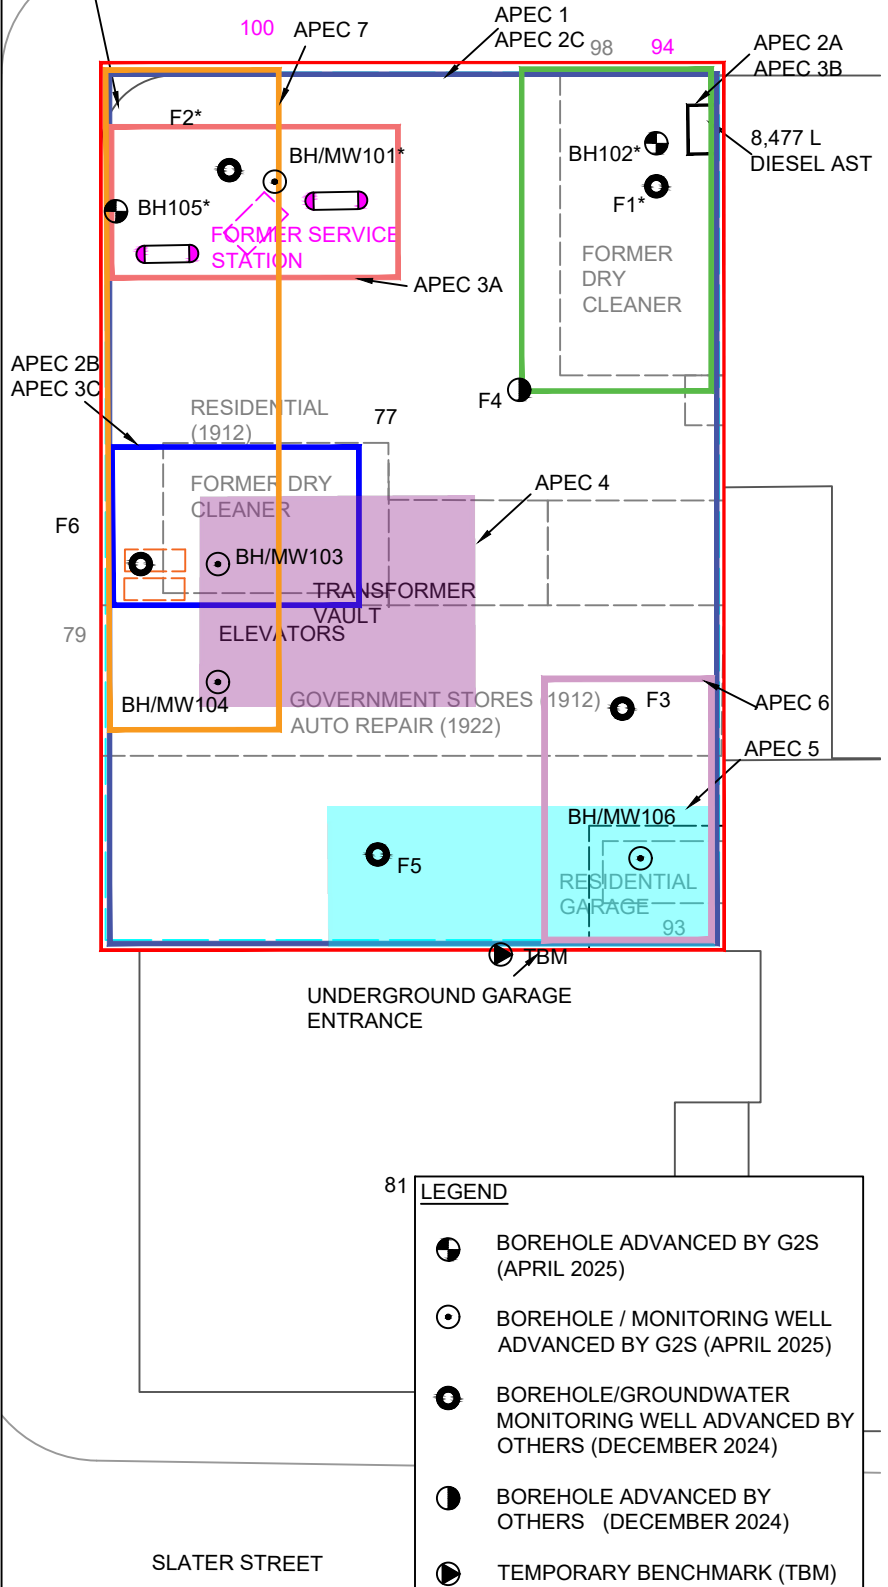 APEC 1
APEC 2C
100
APEC 7
98
94
APEC 2A
APEC 3B
F2*
BH/MW101*
BH102*
8,477 L
DIESEL AST
BH105*
F1*
FORMER SERVICE
STATION
FORMER
DRY
CLEANER
APEC 3A
APEC 2B
APEC 3C
F4
RESIDENTIAL
(1912)
77
FORMER DRY
CLEANER
APEC 4
F6
BH/MW103
TRANSFORMER
VAULT
79
ELEVATORS
BH/MW104
GOVERNMENT STORES (1912)
AUTO REPAIR (1922)
F3
APEC 6
APEC 5
BH/MW106
F5
RESIDENTIAL
GARAGE
93
TBM
UNDERGROUND GARAGE
ENTRANCE
81
LEGEND
BOREHOLE ADVANCED BY G2S
(APRIL 2025)
BOREHOLE / MONITORING WELL
ADVANCED BY G2S (APRIL 2025)
BOREHOLE/GROUNDWATER
MONITORING WELL ADVANCED BY
OTHERS (DECEMBER 2024)
BOREHOLE ADVANCED BY
OTHERS (DECEMBER 2024)
SLATER STREET
TEMPORARY BENCHMARK (TBM)